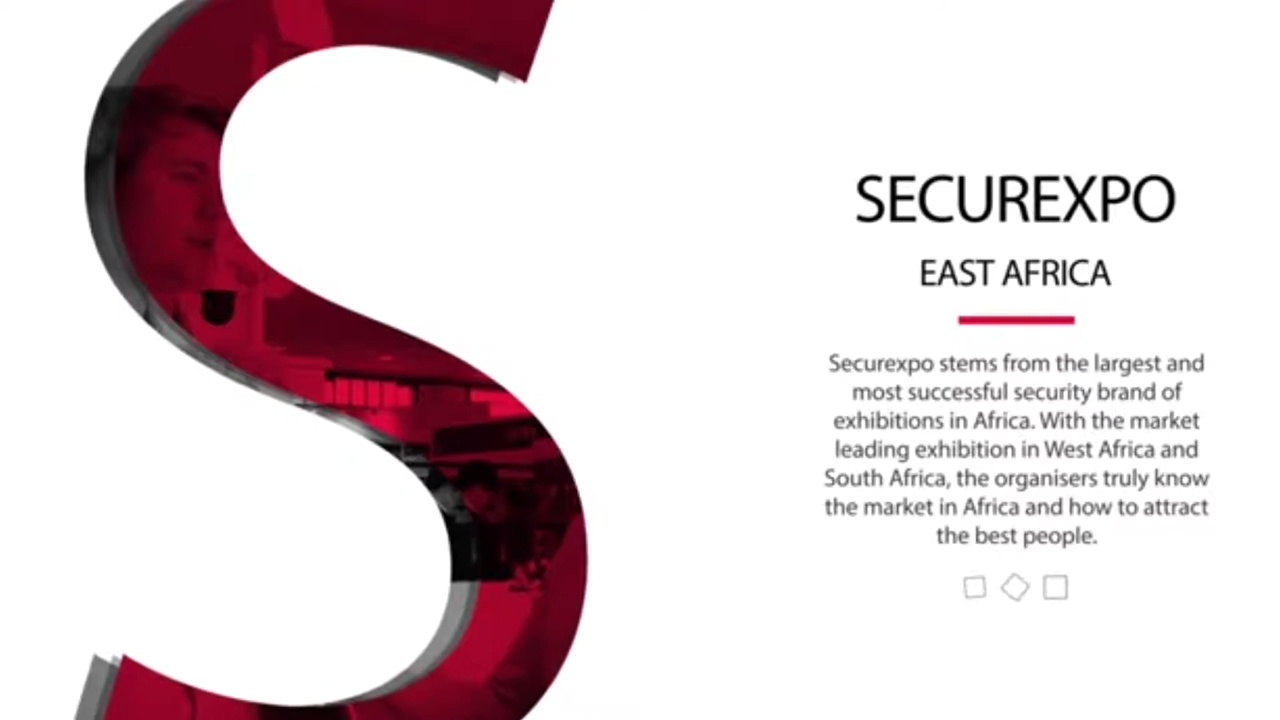 S
SECUREXPO
EAST AFRICA
Securexpo stems from the largest and
most successful security brand of
exhibitions in Africa. With the market
leading exhibition in West Africa and
South Africa, the organisers truly know
the market in Africa and how to attract
the best people.